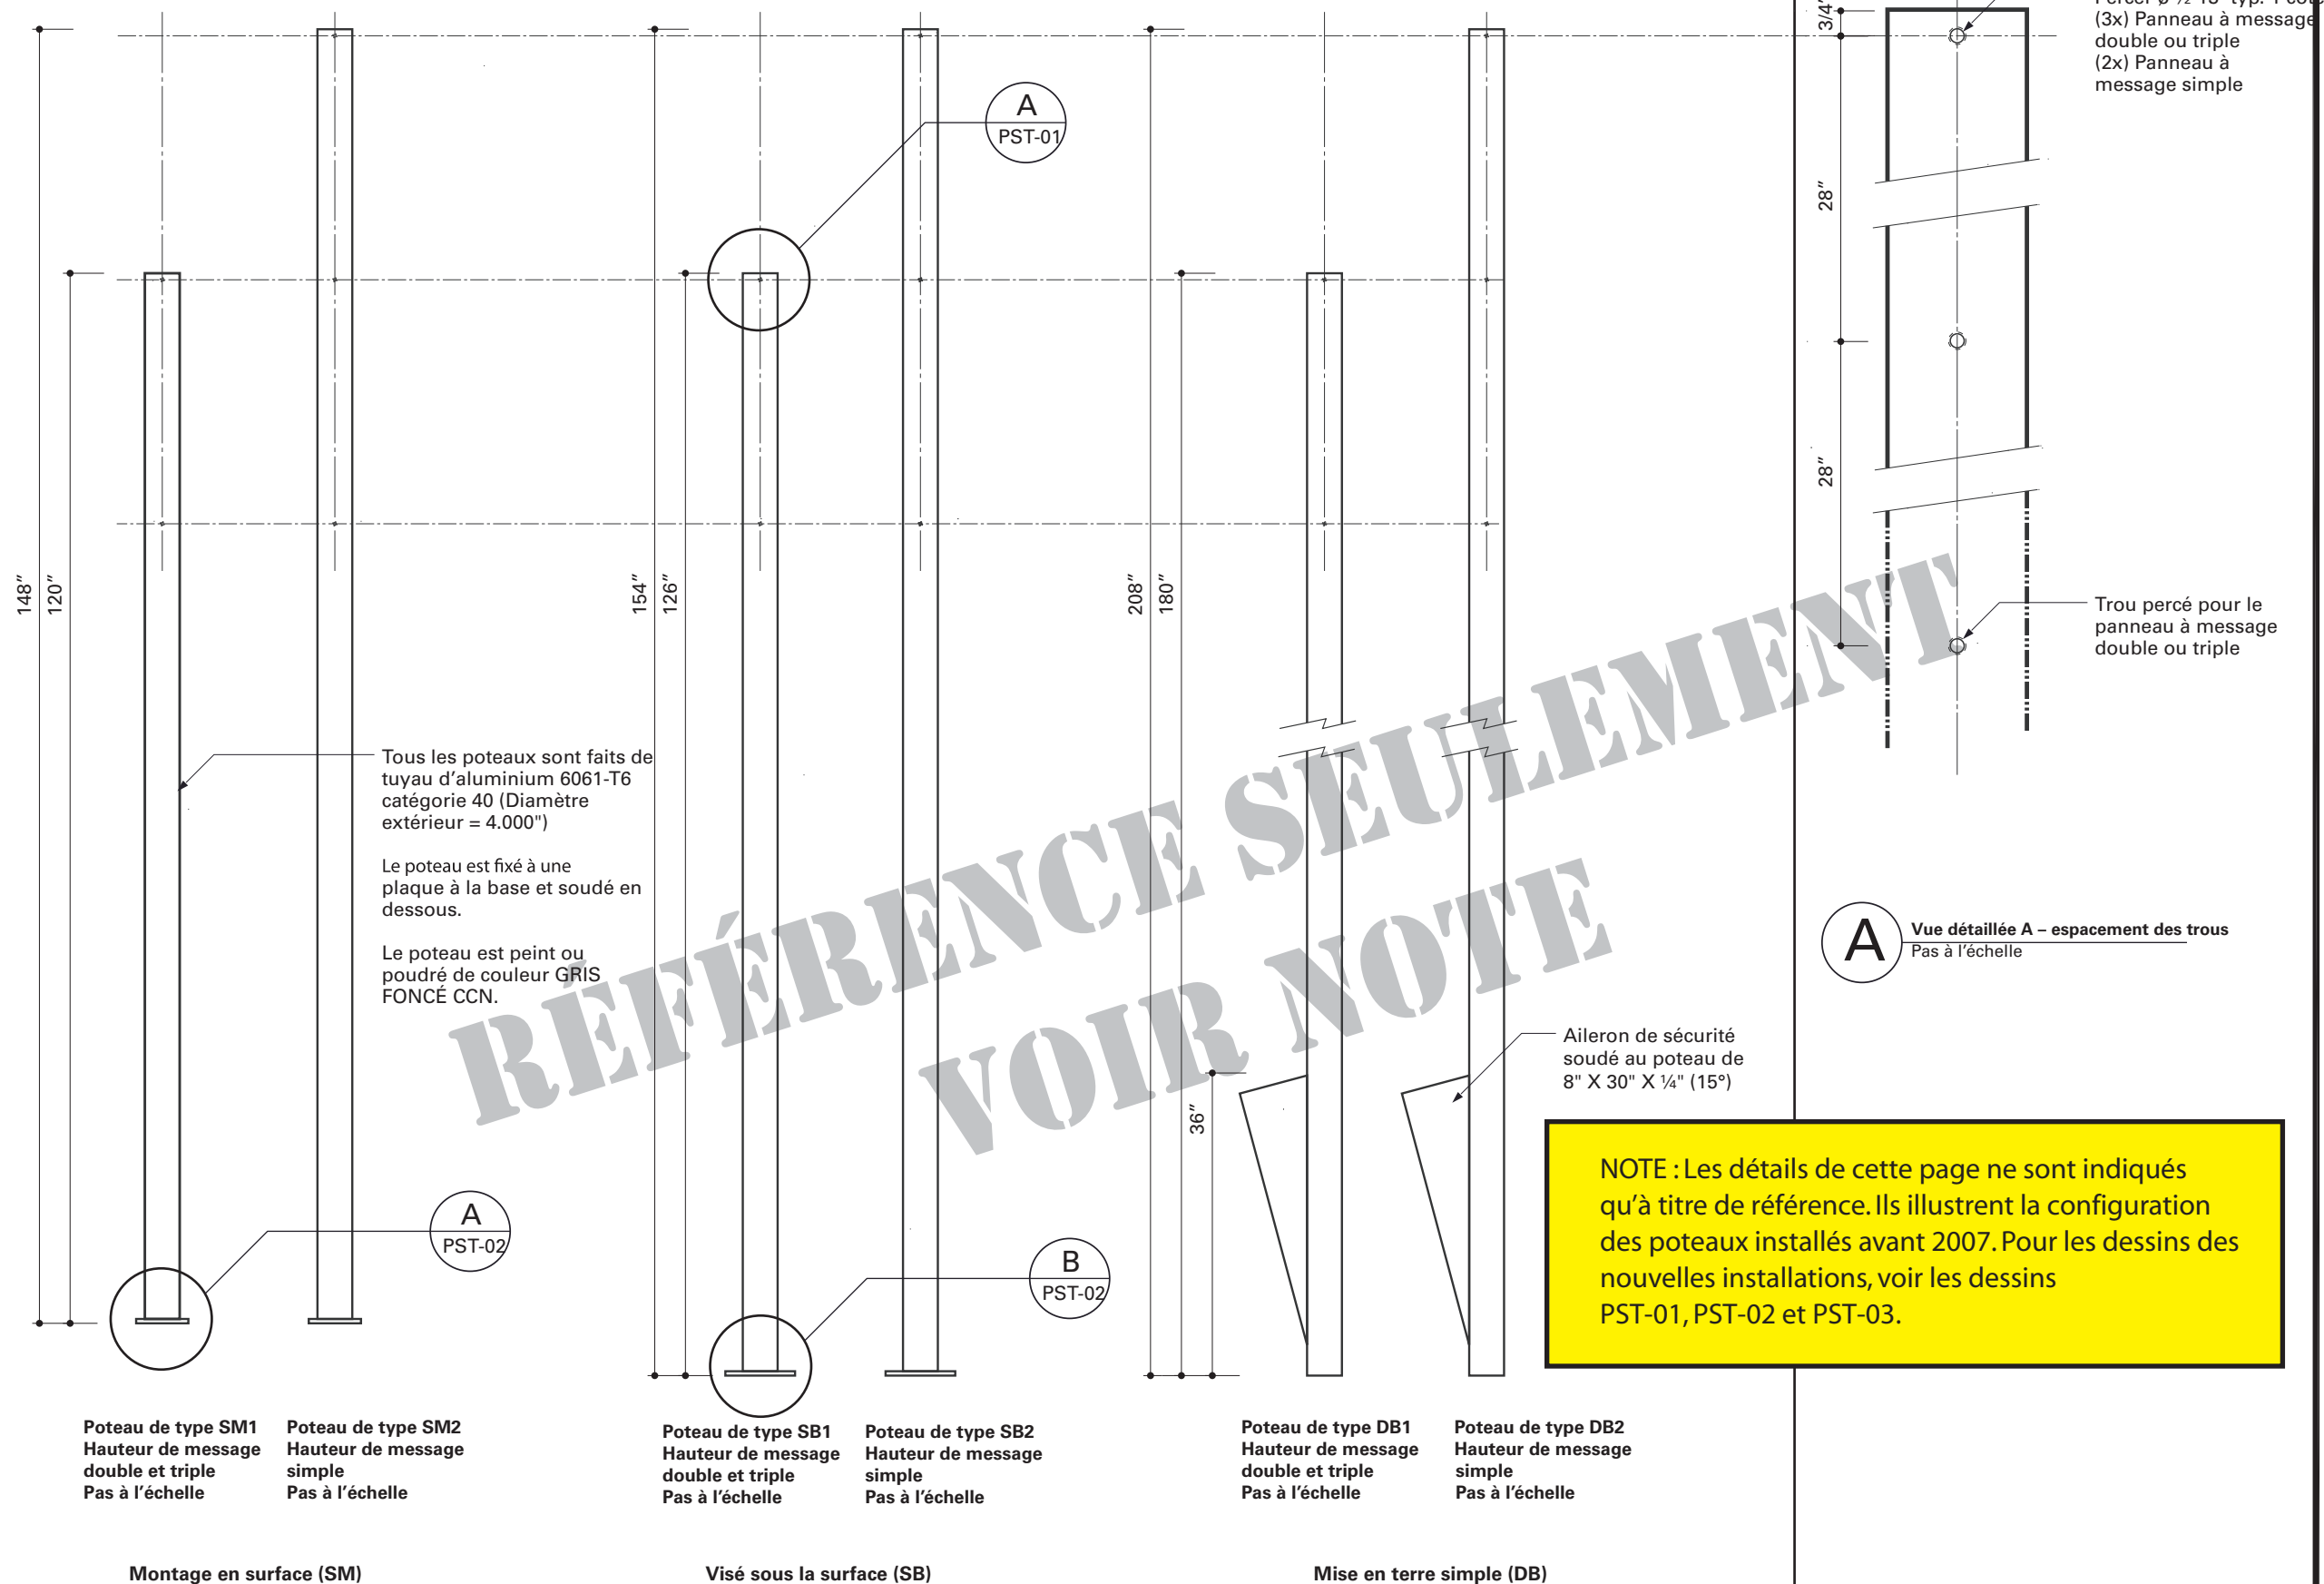 3/4"
(3x) Panneau à message
double ou triple
(2x) Panneau à
message simple
A
PST-01
28"
28"
148"
120"
154"
126"
208"
180"
Trou percé pour le
panneau à message
double ou triple
Tous les poteaux sont faits de
tuyau d'aluminium 6061-T6
catégorie 40 (Diamètre
extérieur = 4.000")
Le poteau est fixé à une
plaque à la base et soudé en
dessous.
Le poteau est peint ou
poudré de couleur GRIS
FONCÉ CCN.
RÉFÉRENCE SEULEMENT
VOIR NOTE
A
Vue détaillée A – espacement des trous
Pas à l'échelle
Aileron de sécurité
soudé au poteau de
8" X 30" X ¼" (15°)
36"
A
PST-02
B
PST-02
NOTE : Les détails de cette page ne sont indiqués
qu'à titre de référence. Ils illustrent la configuration
des poteaux installés avant 2007. Pour les dessins des
nouvelles installations, voir les dessins
PST-01, PST-02 et PST-03.
Poteau de type SM1
Hauteur de message
double et triple
Pas à l'échelle
Poteau de type SM2
Hauteur de message
simple
Pas à l'échelle
Poteau de type SB1
Hauteur de message
double et triple
Pas à l'échelle
Poteau de type SB2
Hauteur de message
simple
Pas à l'échelle
Poteau de type DB1
Hauteur de message
double et triple
Pas à l'échelle
Poteau de type DB2
Hauteur de message
simple
Pas à l'échelle
Montage en surface (SM)
Visé sous la surface (SB)
Mise en terre simple (DB)